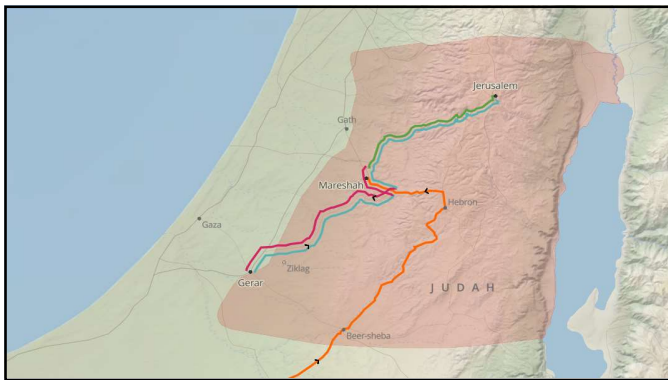 Jerusalem
Gath
Mareshah
Hebron
Gaza
Ziklag
Gerar
JUDAH
Beer-sheba